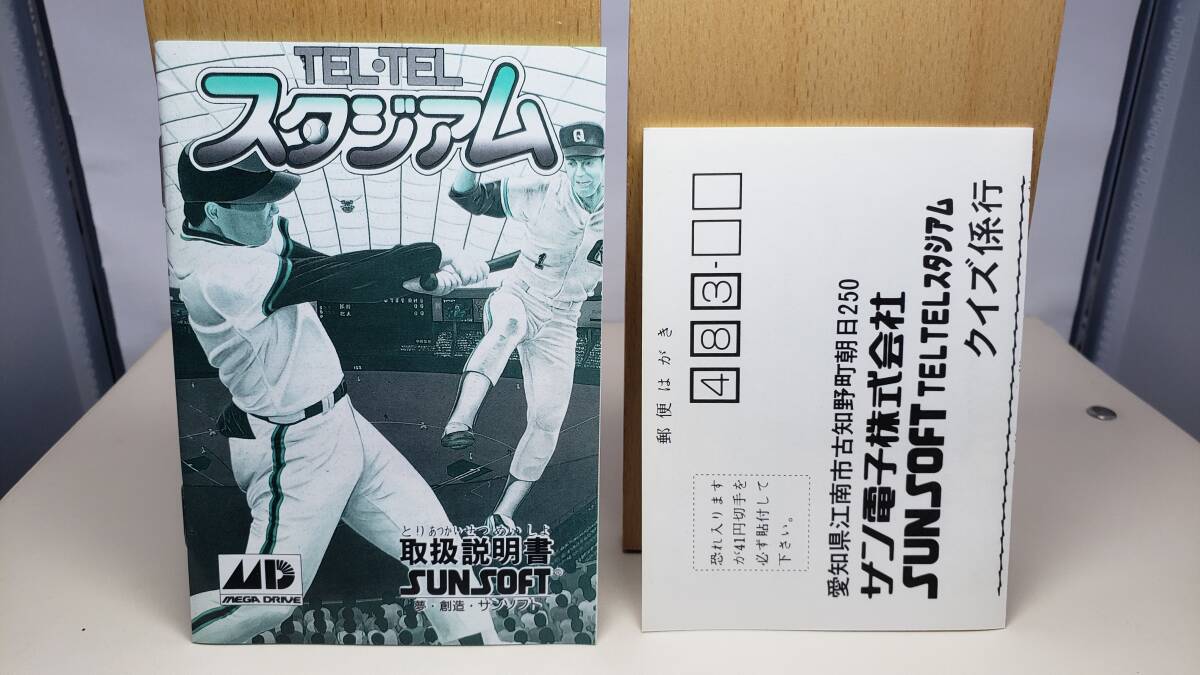 TEL・TEL
スタジアム
Q
1
とりあつかいせつめいしょ
取扱説明書
SUNSOFT
夢・創造・サンソフト
MEGA DRIVE
郵便はがき
483-
恐れ入ります
が41円切手を
必ず貼付して
下さい。
愛知県江南市古知野町朝日250
サン電子株式会社
SUNSOFT TELTELスタジアム
クイズ係行